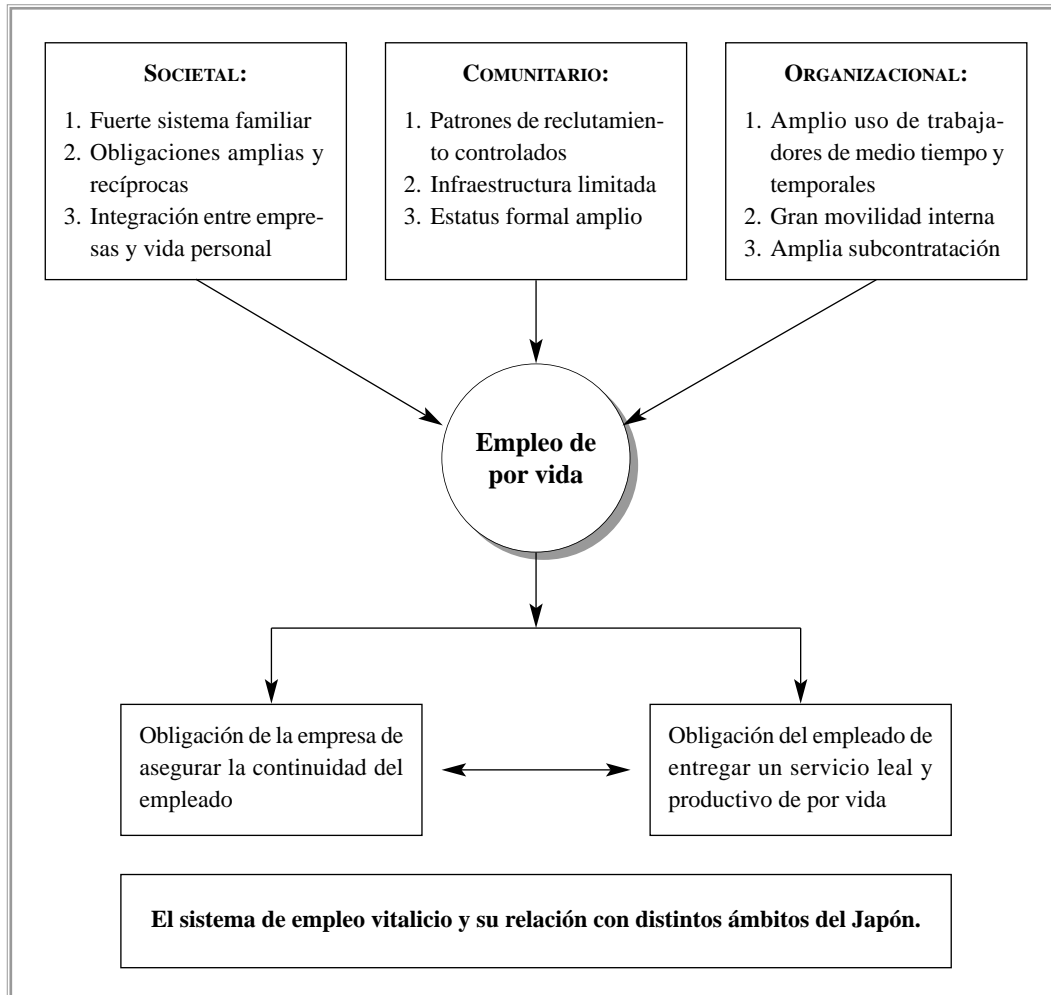 SOCIETAL:
1. Fuerte sistema familiar
2. Obligaciones amplias y
recíprocas
3. Integración entre empre-
sas y vida personal
COMUNITARIO:
1. Patrones de reclutamien-
to controlados
2. Infraestructura limitada
3. Estatus formal amplio
ORGANIZACIONAL:
1. Amplio uso de trabaja-
dores de medio tiempo y
temporales
2. Gran movilidad interna
3. Amplia subcontratación
Empleo de
por vida
Obligación de la empresa de
asegurar la continuidad del
empleado
Obligación del empleado de
entregar un servicio leal y
productivo de por vida
El sistema de empleo vitalicio y su relación con distintos ámbitos del Japón.